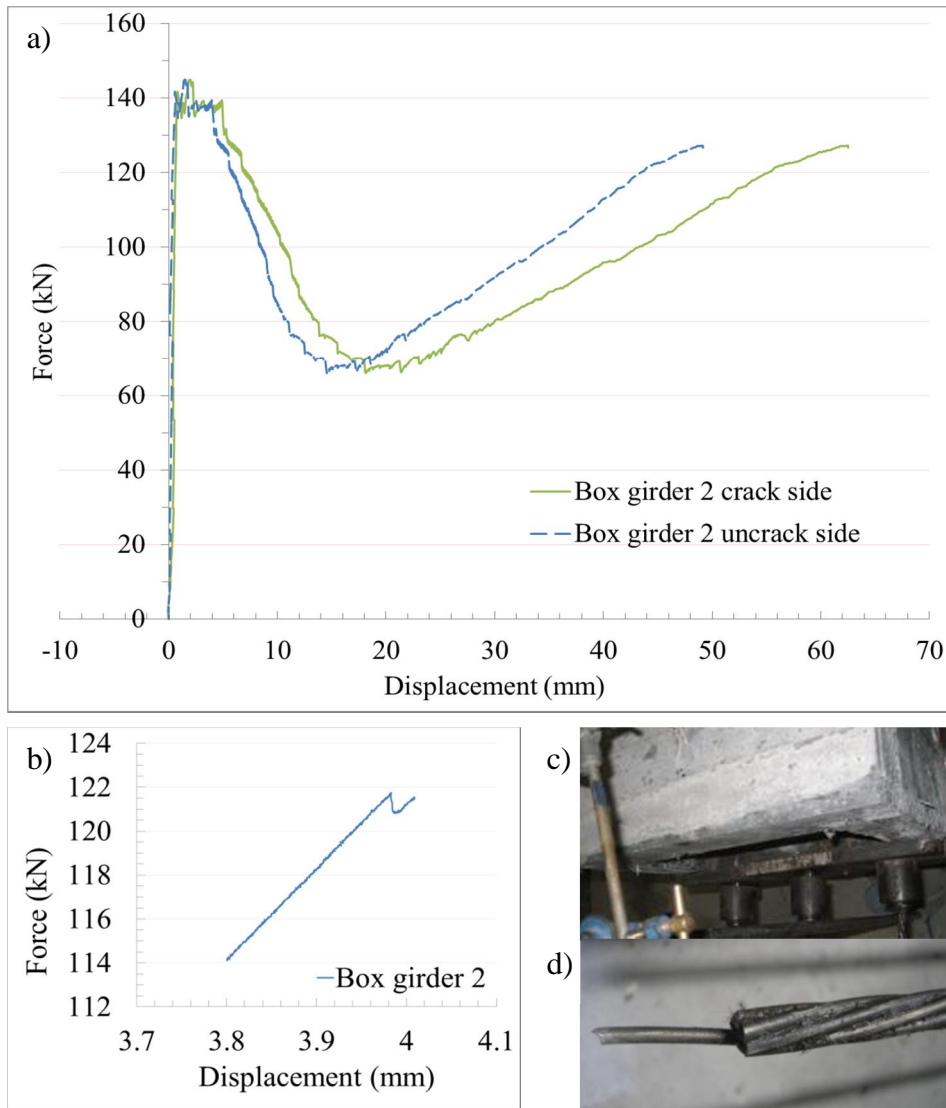 a)
160
140
120
100
80
60
40
20
0
Force (kN)
-10 0 10 20 30 40 50 60 70
Displacement (mm)
Box girder 2 crack side
Box girder 2 uncrack side
b)
124
122
120
118
116
114
112
Force (kN)
Box girder 2
3.7 3.8 3.9 4 4.1
Displacement (mm)
c)
d)